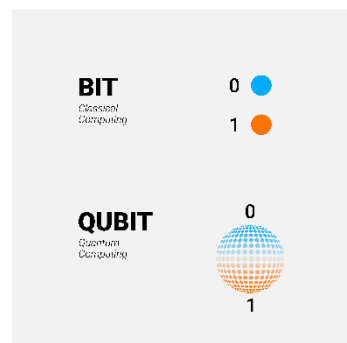 BIT
Classical
Computing
0
1
QUBIT
Quantum
Computing
0
1